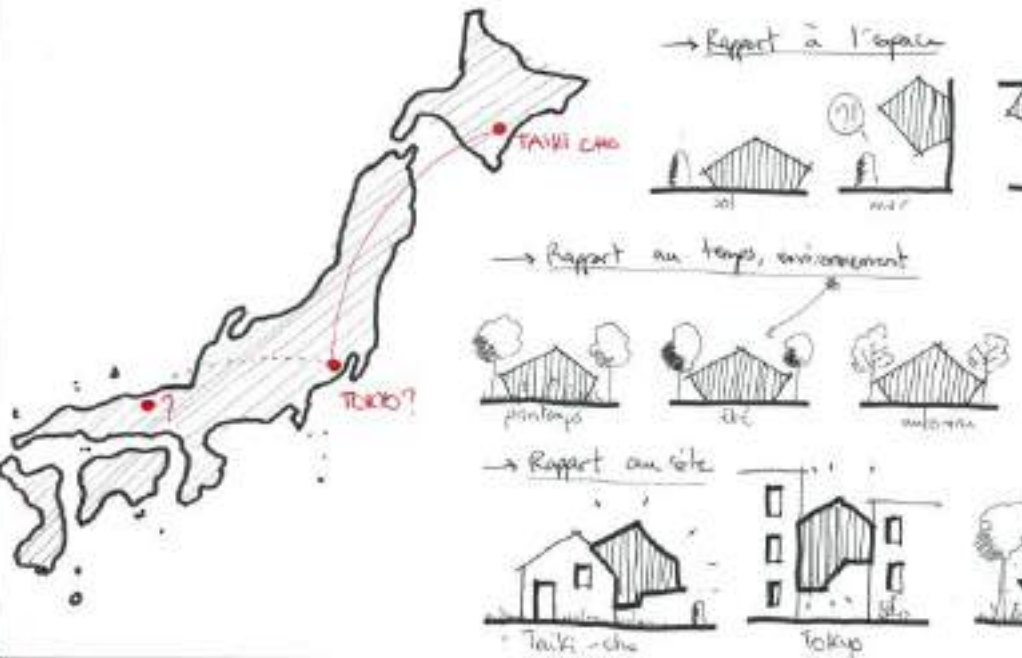 → Rapport à l'espace
TAIKI CHO
?!
sol
mur
→ Rapport au temps, environnement
*
TOKYO?
?
printemps
Été
automne
→ Rapport au site
Taiki-cho
Tokyo